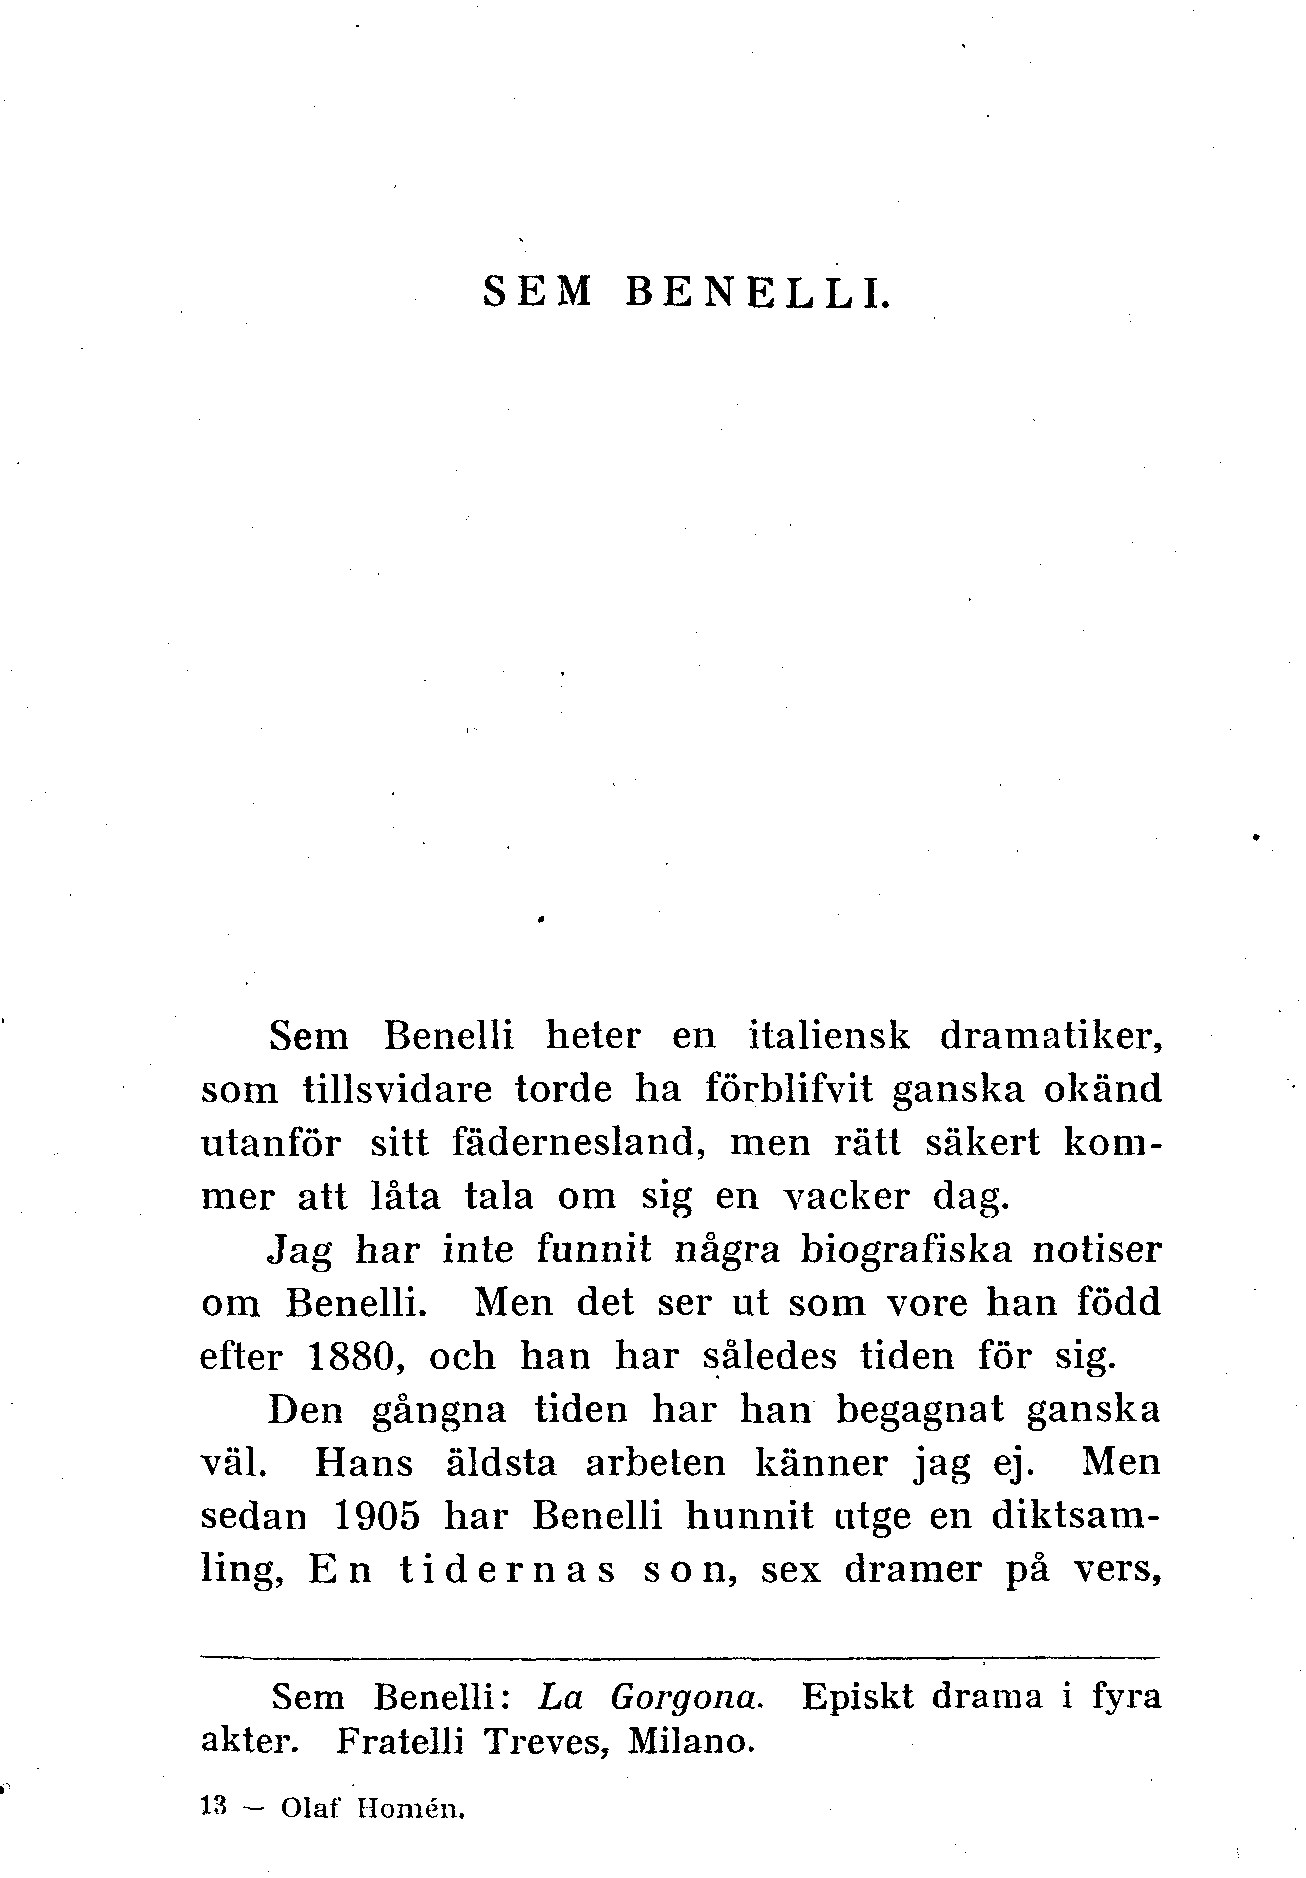 SEM BENELLI.
Sem Benelli heter en italiensk dramatiker,
som tillsvidare torde ha förblifvit ganska okänd
utanför sitt fädernesland, men rätt säkert kom-
mer att låta tala om sig en vacker dag.
Jag har inte funnit några biografiska notiser
om Benelli. Men det ser ut som vore han född
efter 1880, och han har således tiden för sig.
Den gångna tiden har han begagnat ganska
väl. Hans äldsta arbeten känner jag ej. Men
sedan 1905 har Benelli hunnit utge en diktsam-
ling, En tidernas son, sex dramer på vers,
Sem Benelli: La Gorgona. Episkt drama i fyra
akter. Fratelli Treves, Milano.
13 — Olaf Homén.